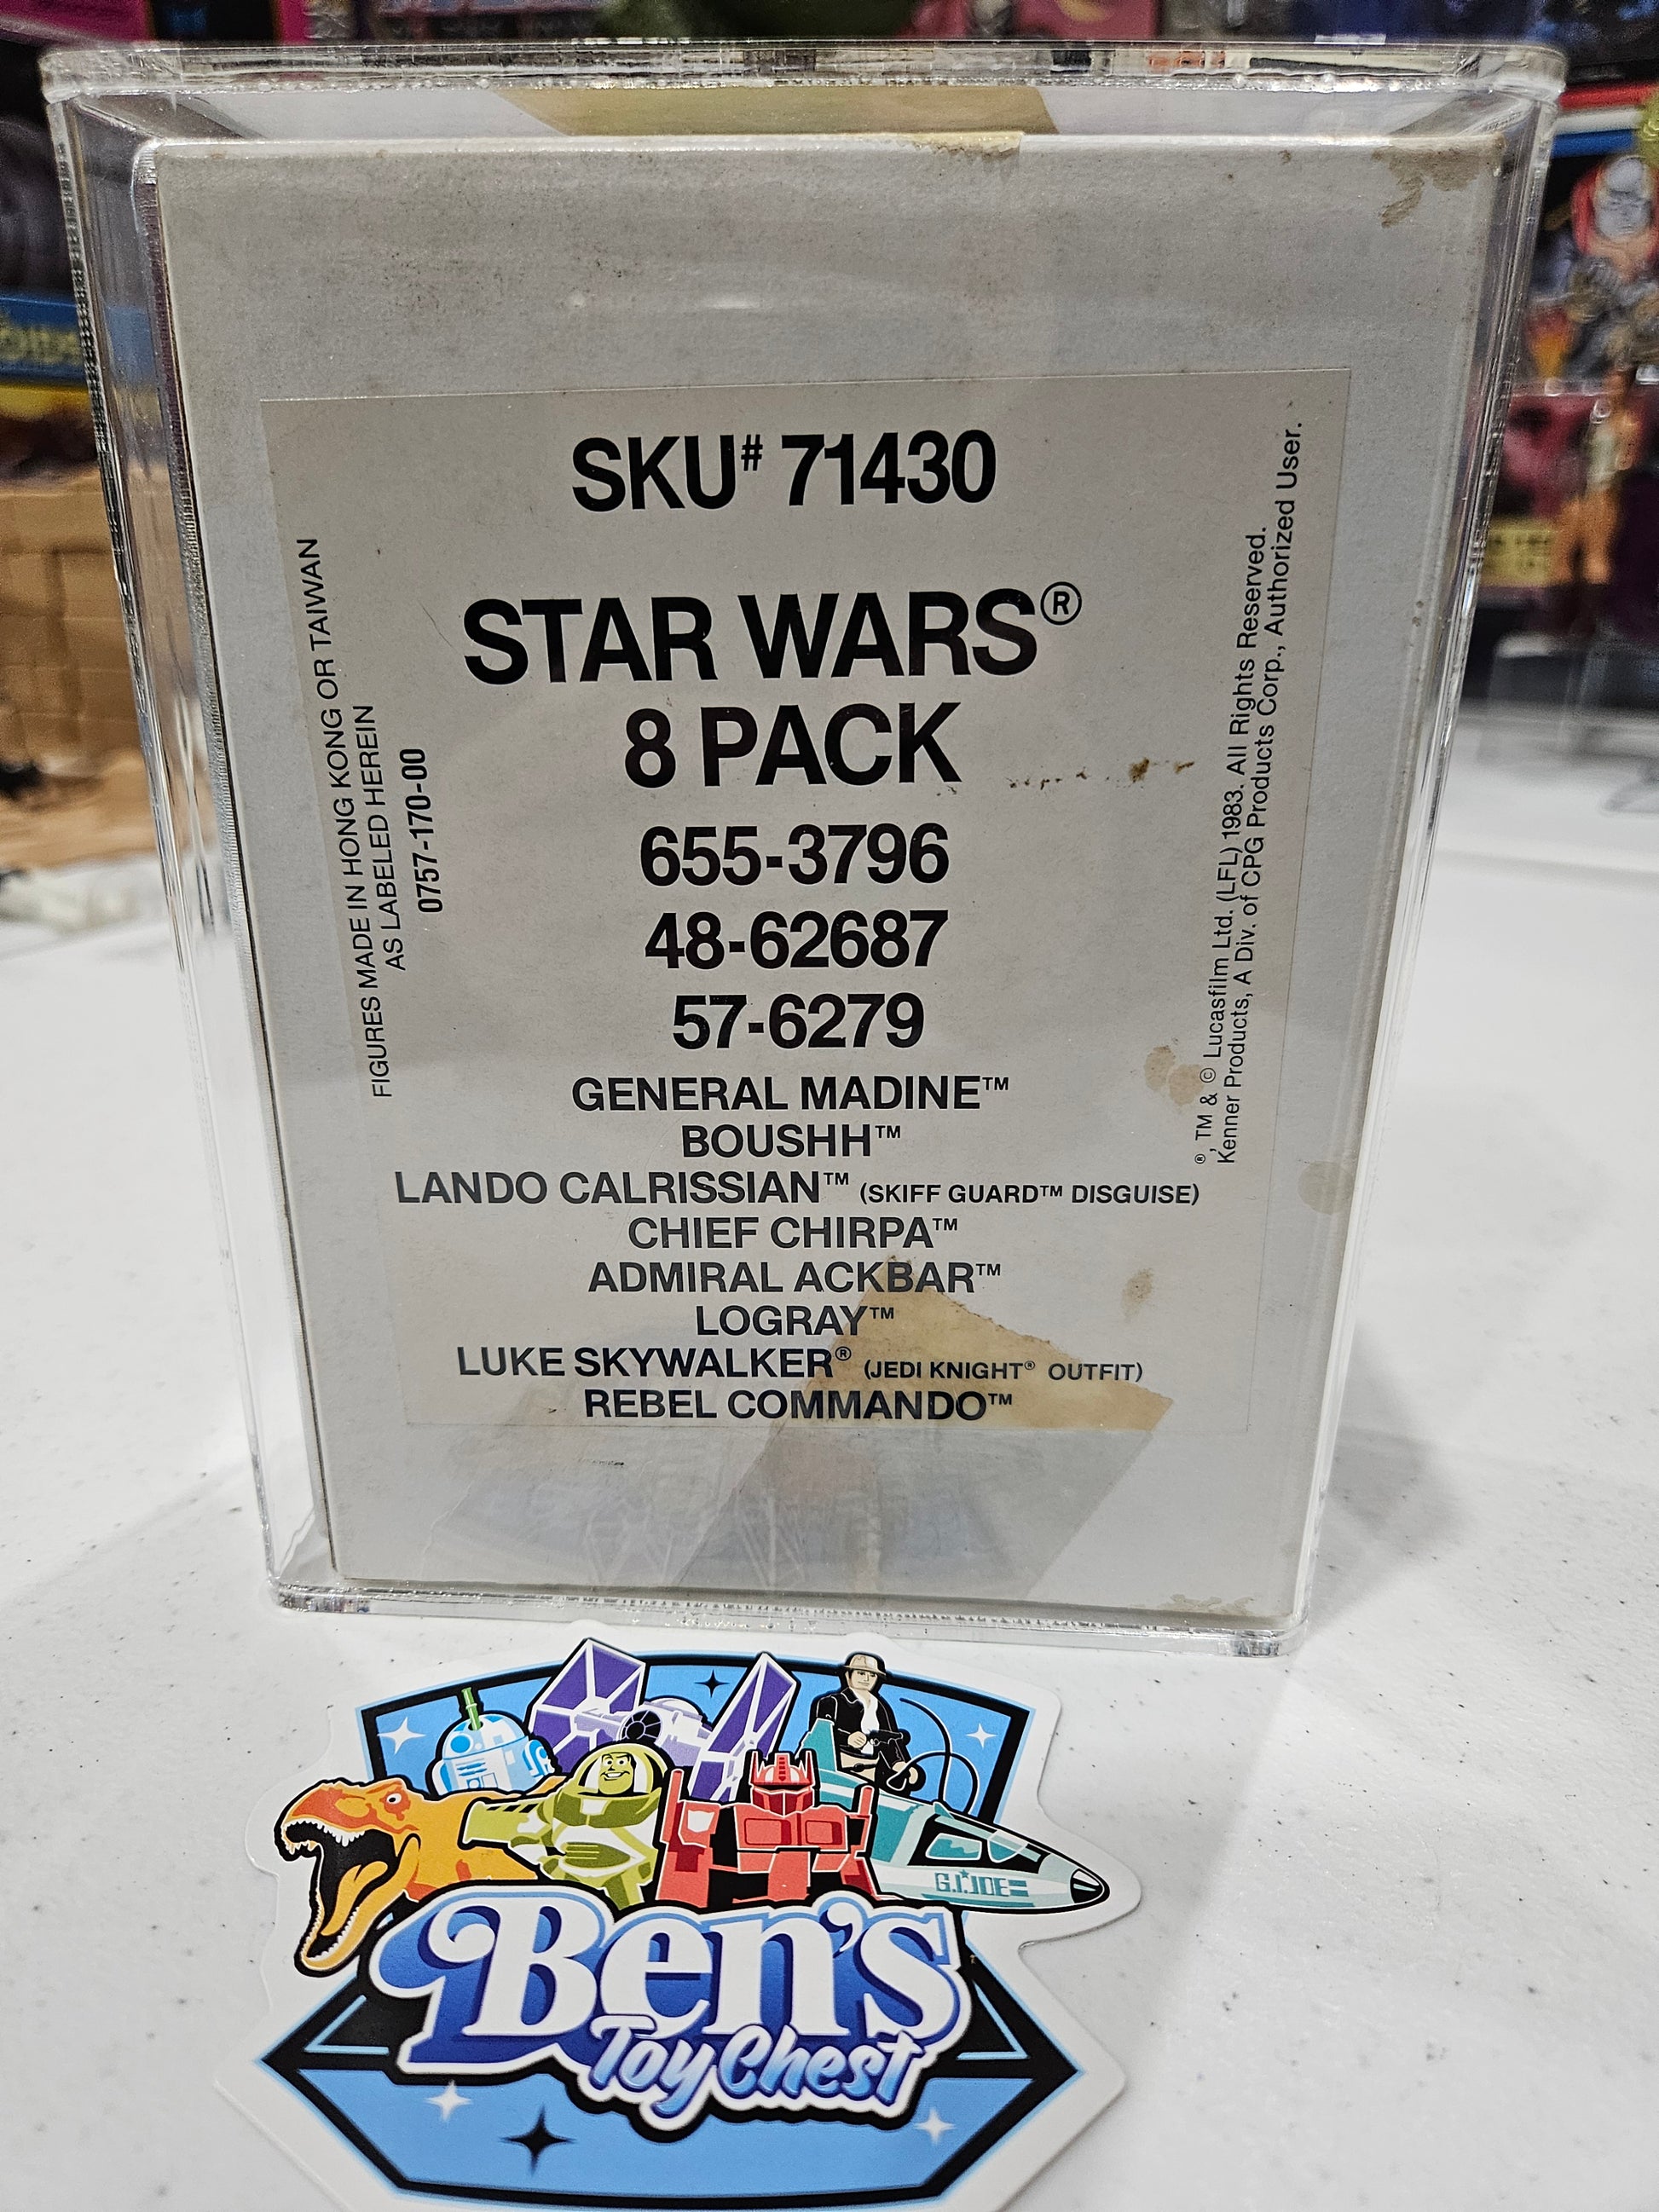 SKU# 71430
STAR WARS®
8 PACK
655-3796
48-62687
57-6279
GENERAL MADINE™
BOUSHH™
LANDO CALRISSIAN™ (SKIFF GUARD™ DISGUISE)
CHIEF CHIRPA™
ADMIRAL ACKBAR™
LOGRAY™
LUKE SKYWALKER® (JEDI KNIGHT® OUTFIT)
REBEL COMMANDO™
FIGURES MADE IN HONG KONG OR TAIWAN
AS LABELED HEREIN
0757-170-00
®, TM & © Lucasfilm Ltd. (LFL) 1983. All Rights Reserved.
Kenner Products, A Div. of CPG Products Corp., Authorized User.
G.I. JOE
Ben's
Toy Chest